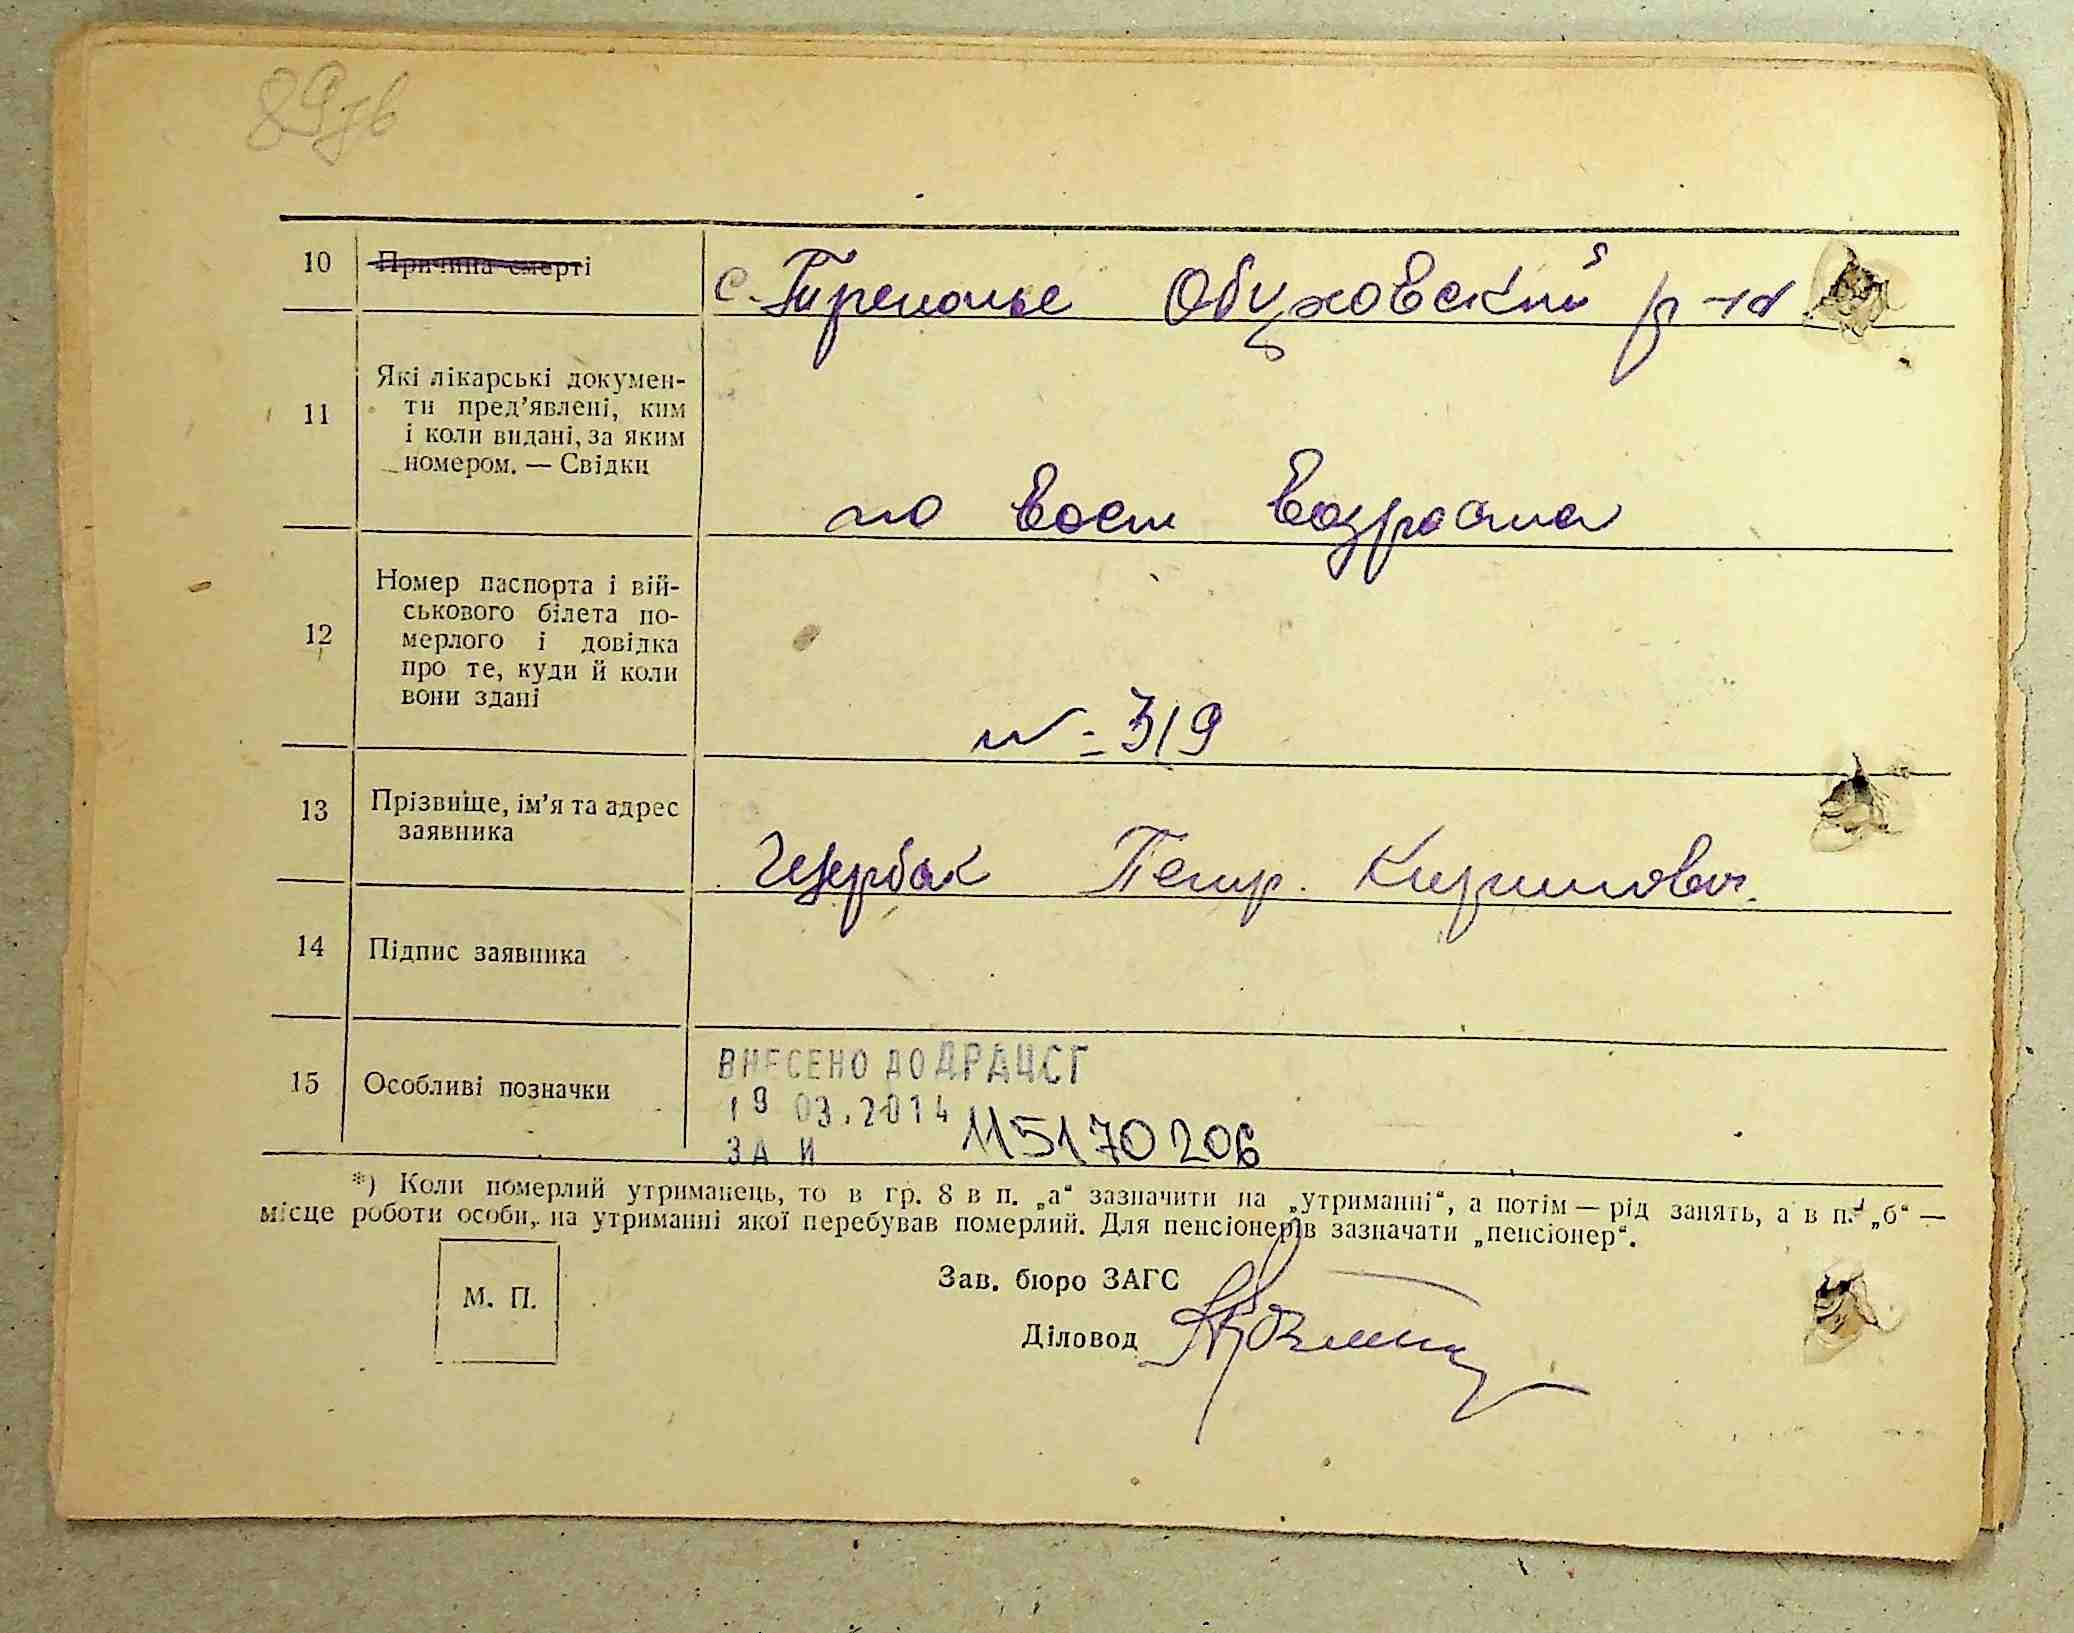 89зв
10 Причина смерті с. Триполье Обуховский р-н
11 Які лікарські докумен-
ти пред’явлені, ким
і коли видані, за яким
номером. — Свідки
по восст возраста
12 Номер паспорта і вій-
ськового білета по-
мерлого і довідка
про те, куди й коли
вони здані
№ 319
13 Прізвище, ім’я та адрес
заявника
Щербак Петр.
14 Підпис заявника
15 Особливі позначки
ВНЕСЕНО ДО ДРАЦСГ
19 03.2014
ЗА И 115170206
*) Коли померлий утриманець, то в гр. 8 в п. „а“ зазначити на „утриманні“, а потім — рід занять, а в п. „б“ —
місце роботи особи, на утриманні якої перебував померлий. Для пенсіонерів зазначати „пенсіонер“.
М. П.
Зав. бюро ЗАГС
Діловод